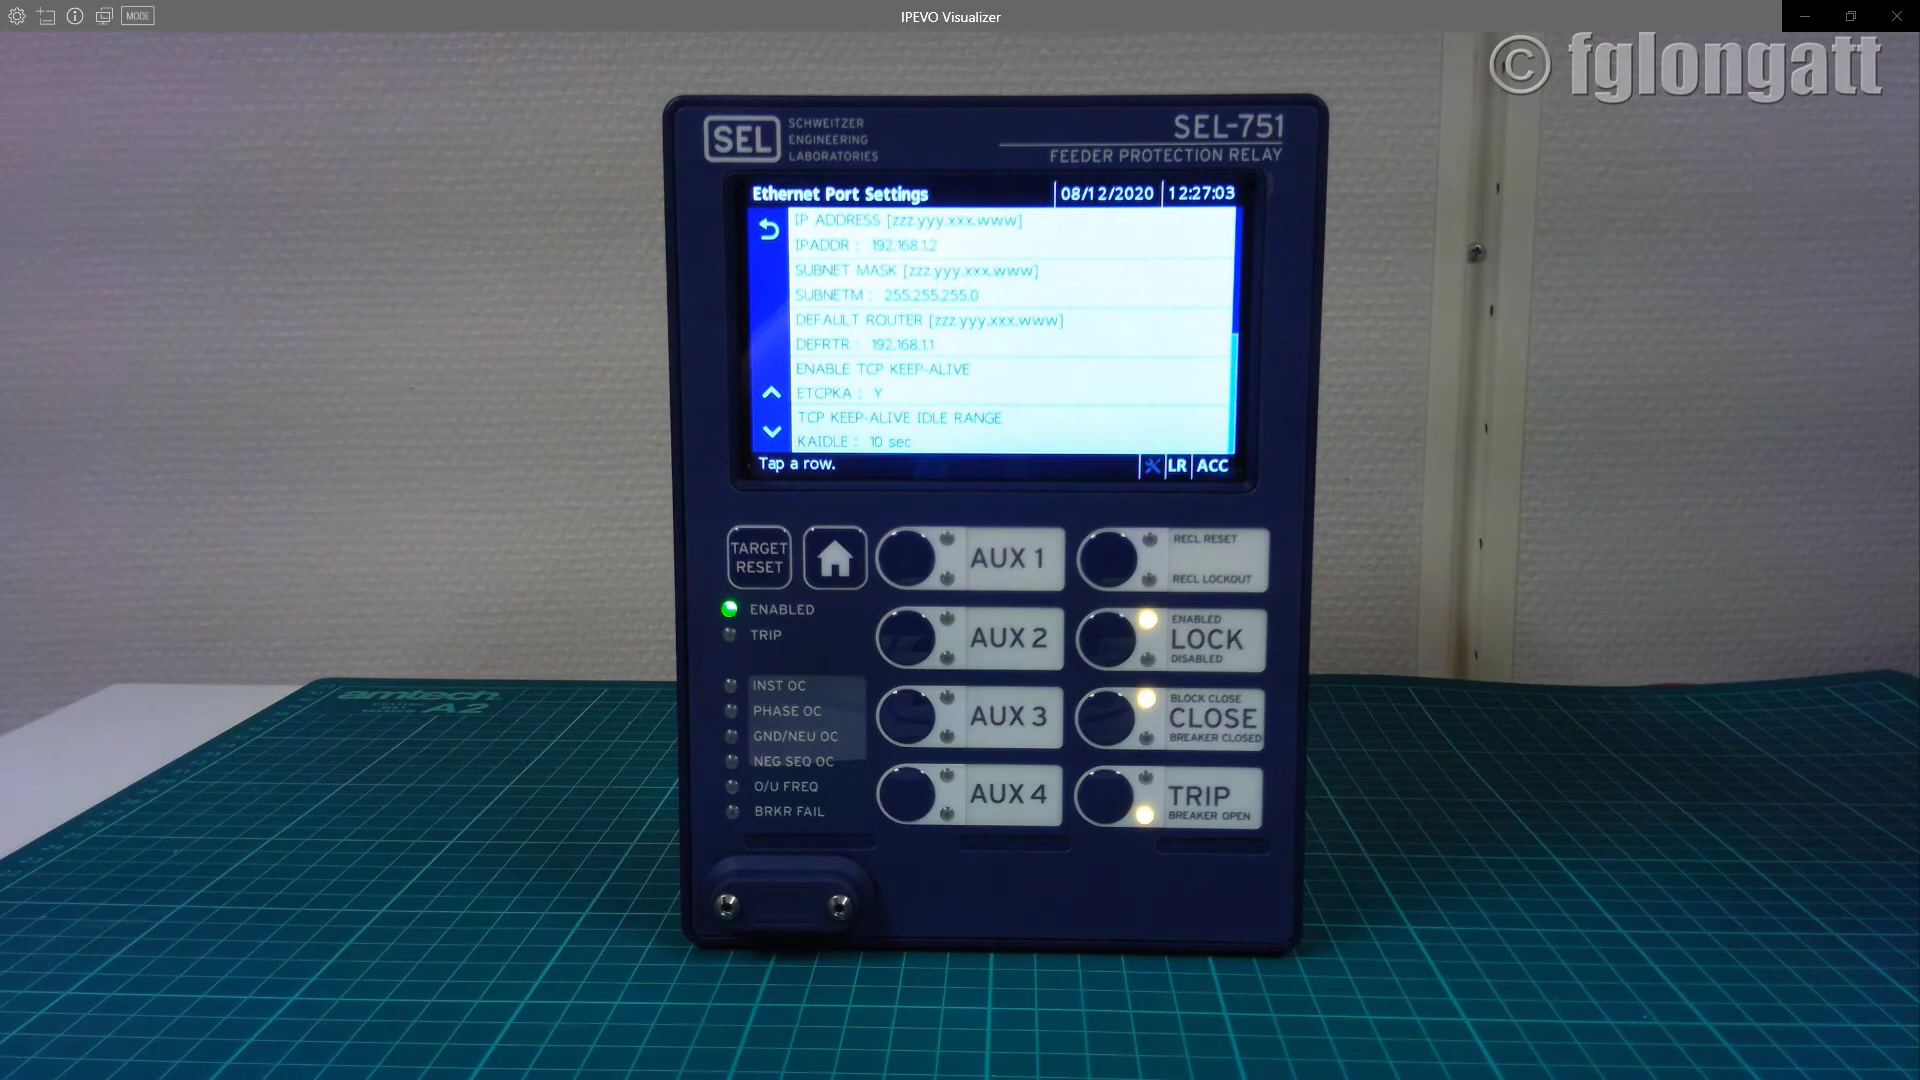 MODE
IPEVO Visualizer
© fglongatt
SEL
SCHWEITZER
ENGINEERING
LABORATORIES
SEL-751
FEEDER PROTECTION RELAY
Ethernet Port Settings
08/12/2020
12:27:03
IP ADDRESS [zzz.yyy.xxx.www]
IPADDR : 192.168.1.2
SUBNET MASK [zzz.yyy.xxx.www]
SUBNETM : 255.255.255.0
DEFAULT ROUTER [zzz.yyy.xxx.www]
DEFRTR : 192.168.1.1
ENABLE TCP KEEP-ALIVE
ETCPKA : Y
TCP KEEP-ALIVE IDLE RANGE
KAIDLE : 10 sec
Tap a row.
LR
ACC
TARGET
RESET
ENABLED
TRIP
INST OC
PHASE OC
GND/NEU OC
NEG SEQ OC
O/U FREQ
BRKR FAIL
AUX 1
AUX 2
AUX 3
AUX 4
RECL RESET
RECL LOCKOUT
ENABLED
LOCK
DISABLED
BLOCK CLOSE
CLOSE
BREAKER CLOSED
TRIP
BREAKER OPEN
amtech
A2